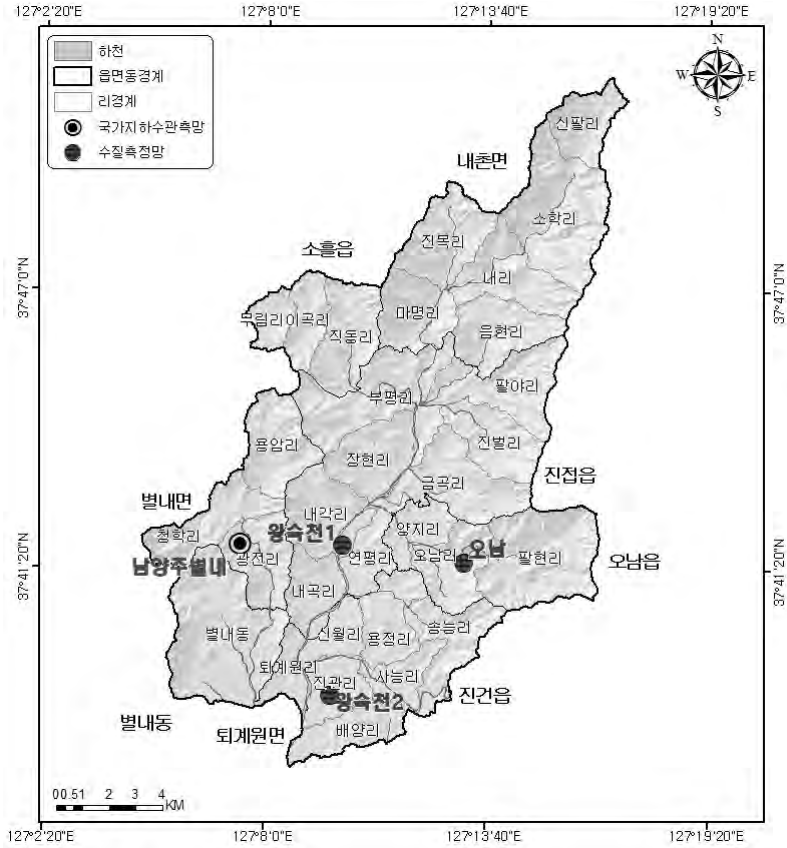 127°2'20"E
127°8'0"E
127°13'40"E
127°19'20"E
하천
읍면동경계
리경계
국가지하수관측망
수질측정망
N
W
E
S
신팔리
내촌면
소학리
진목리
소흘읍
내리
37°47'0"N
37°47'0"N
마명리
무림리
이곡리
직동리
음현리
팔야리
부평리
용암리
진벌리
장현리
금곡리
진접읍
별내면
내각리
양지리
청학리
왕숙천1
오남
광전리
연평리
오남리
팔현리
오남읍
남양주별내
37°41'20"N
37°41'20"N
내곡리
별내동
신월리
용정리
송능리
퇴계원리
사능리
진관리
왕숙천2
진건읍
별내동
퇴계원면
배양리
0 0.5 1 2 3 4
KM
127°2'20"E
127°8'0"E
127°13'40"E
127°19'20"E